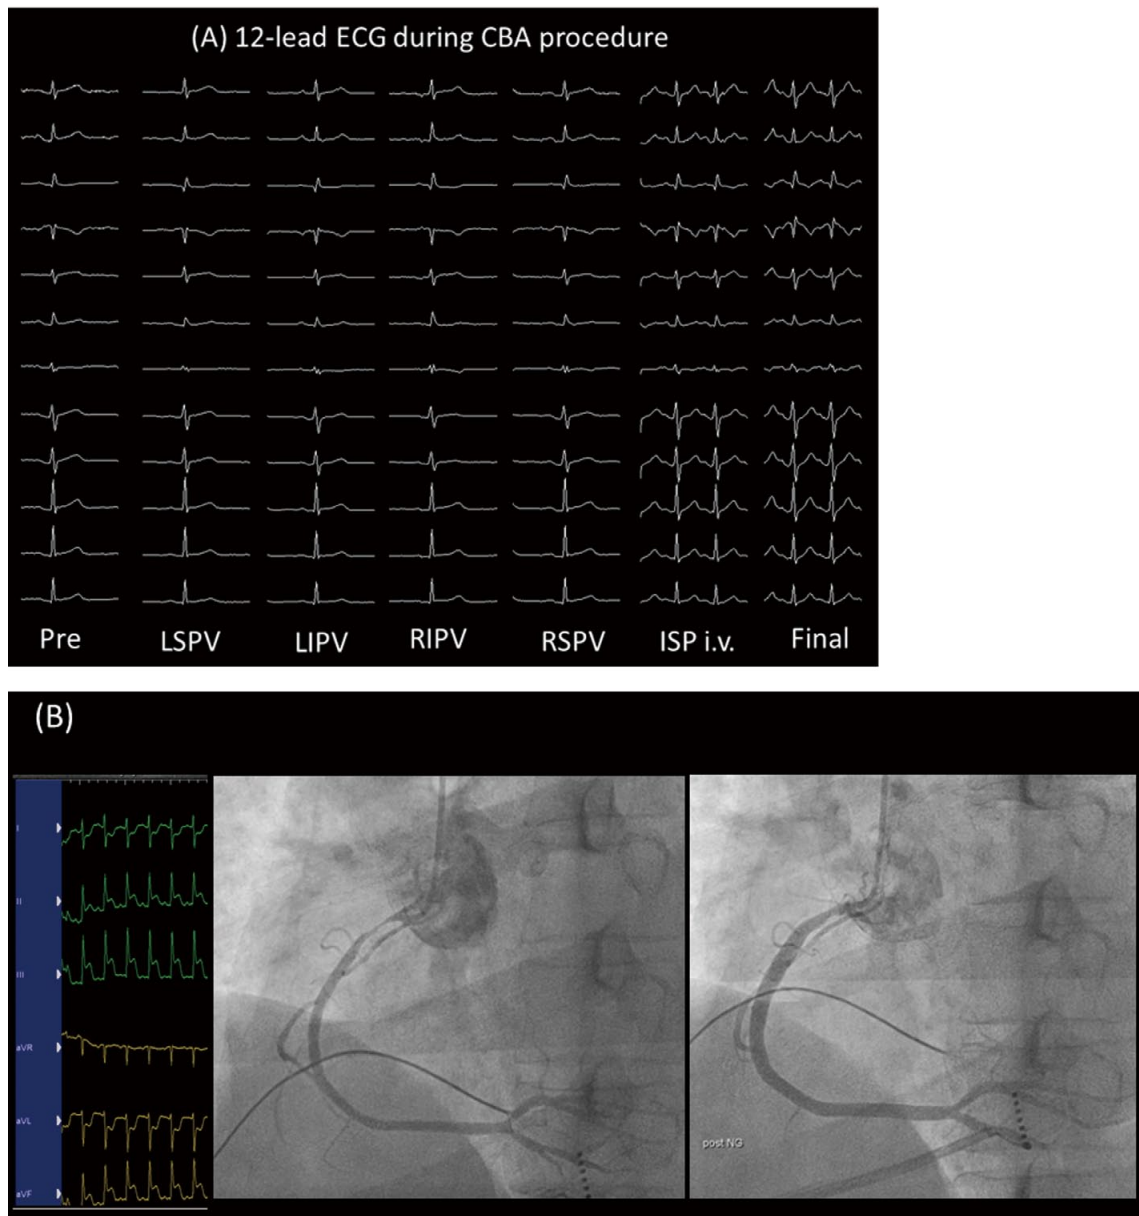 (A) 12-lead ECG during CBA procedure
Pre LSPV LIPV RIPV RSPV ISP i.v. Final
(B)
I
II
III
aVR
aVL
aVF
post NG